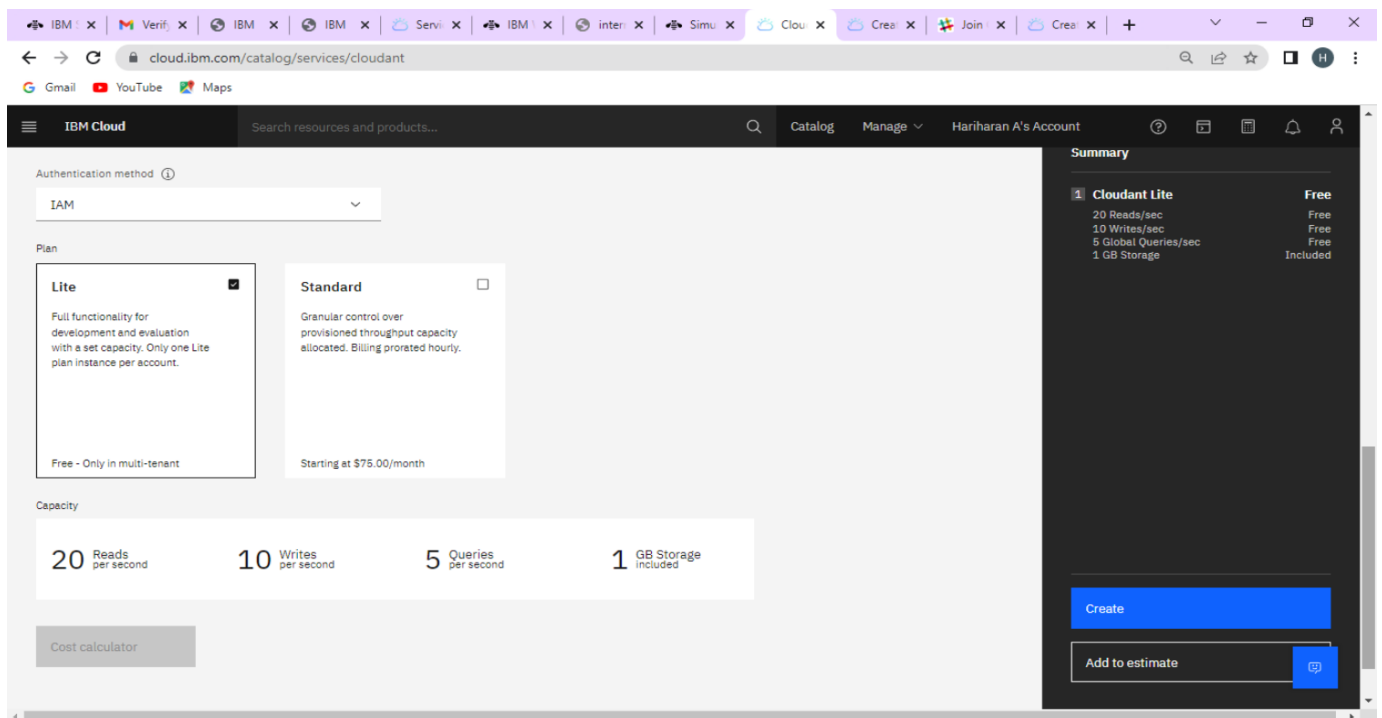 IBM S
Verify
IBM
IBM
Servi
IBM W
inter
Simu
Clou
Creat
Join
Creat
cloud.ibm.com/catalog/services/cloudant
H
Gmail
YouTube
Maps
IBM Cloud
Search resources and products...
Catalog
Manage
Hariharan A's Account
Authentication method
IAM
Plan
Lite
Full functionality for
development and evaluation
with a set capacity. Only one Lite
plan instance per account.
Free - Only in multi-tenant
Standard
Granular control over
provisioned throughput capacity
allocated. Billing prorated hourly.
Starting at $75.00/month
Capacity
20 Reads per second
10 Writes per second
5 Queries per second
1 GB Storage included
Cost calculator
Summary
1 Cloudant Lite Free
20 Reads/sec Free
10 Writes/sec Free
5 Global Queries/sec Free
1 GB Storage Included
Create
Add to estimate